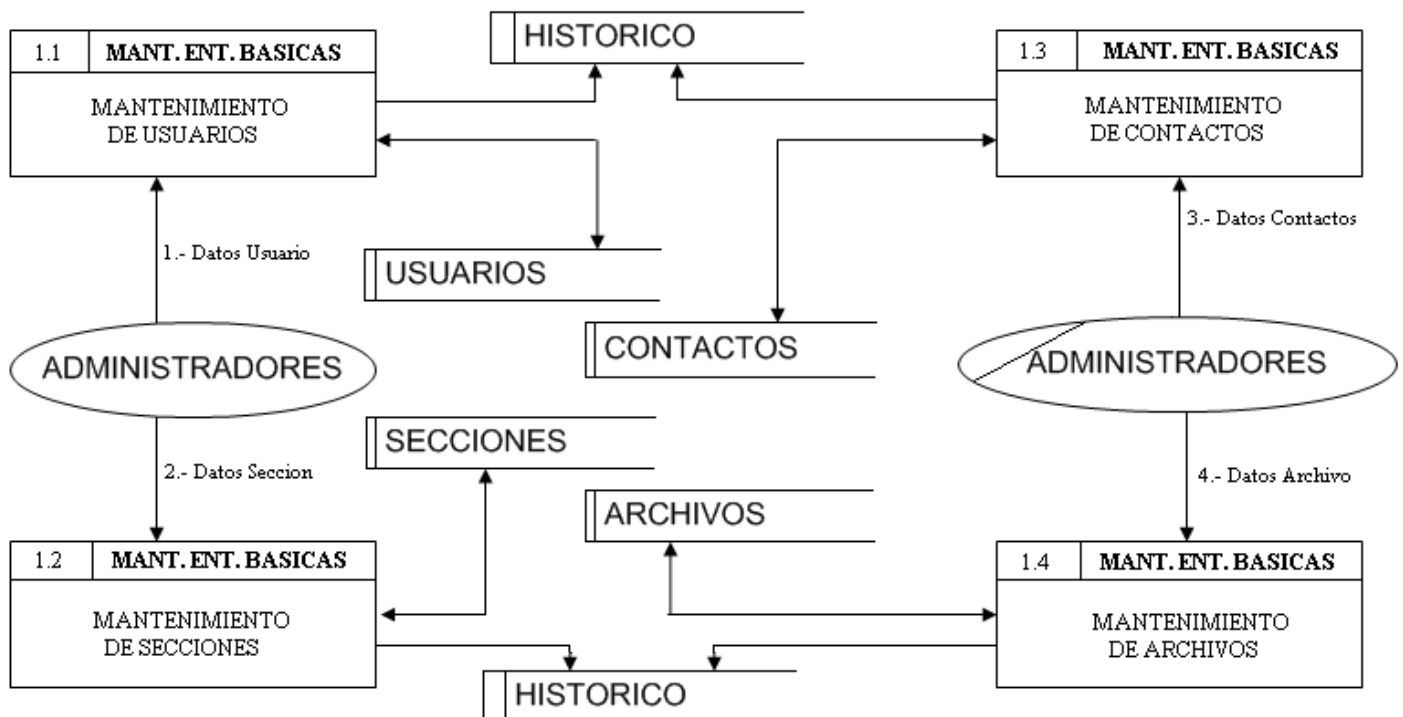 HISTORICO
1.1 MANT. ENT. BASICAS
MANTENIMIENTO
DE USUARIOS
1.3 MANT. ENT. BASICAS
MANTENIMIENTO
DE CONTACTOS
1.- Datos Usuario
3.- Datos Contactos
USUARIOS
CONTACTOS
ADMINISTRADORES
ADMINISTRADORES
SECCIONES
2.- Datos Seccion
4.- Datos Archivo
ARCHIVOS
1.2 MANT. ENT. BASICAS
MANTENIMIENTO
DE SECCIONES
1.4 MANT. ENT. BASICAS
MANTENIMIENTO
DE ARCHIVOS
HISTORICO